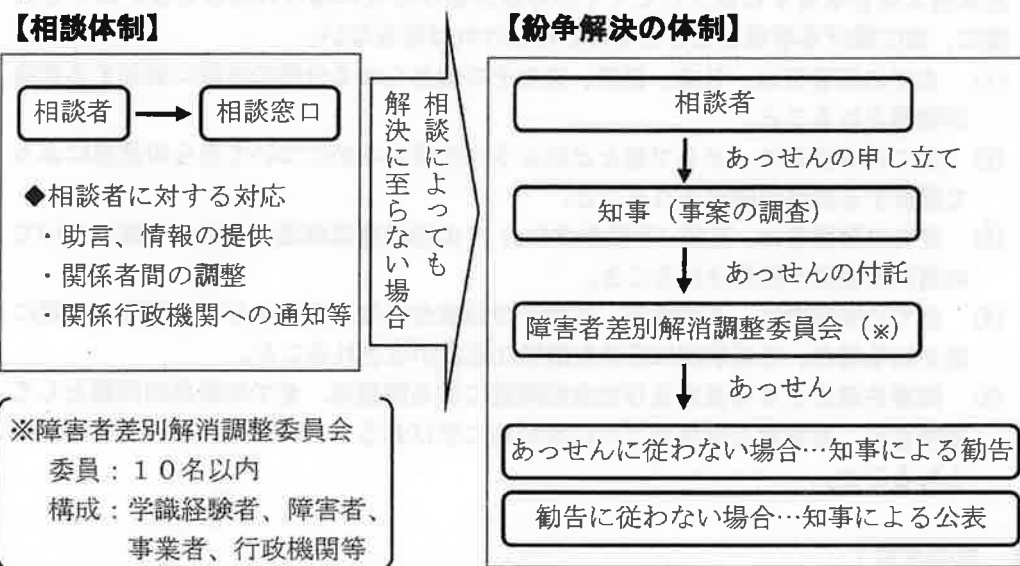 【相談体制】
相談者
相談窓口
◆相談者に対する対応
・助言、情報の提供
・関係者間の調整
・関係行政機関への通知等
相談によっても
解決に至らない場合
※障害者差別解消調整委員会
委員：１０名以内
構成：学識経験者、障害者、
事業者、行政機関等
【紛争解決の体制】
相談者
あっせんの申し立て
知事（事案の調査）
あっせんの付託
障害者差別解消調整委員会（※）
あっせん
あっせんに従わない場合…知事による勧告
勧告に従わない場合…知事による公表